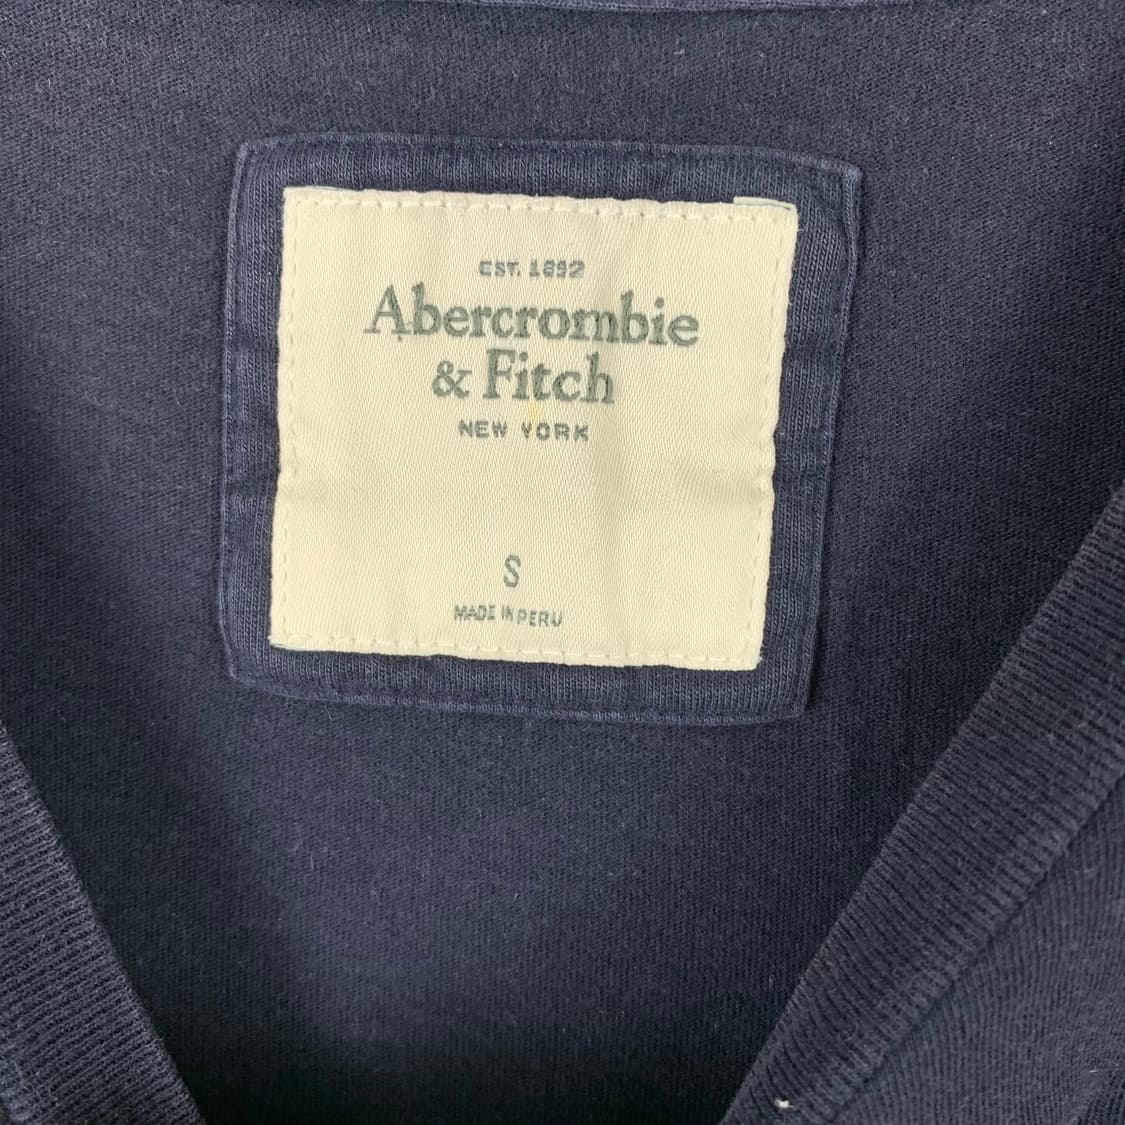 EST. 1892
Abercrombie
& Fitch
NEW YORK
S
MADE IN PERU